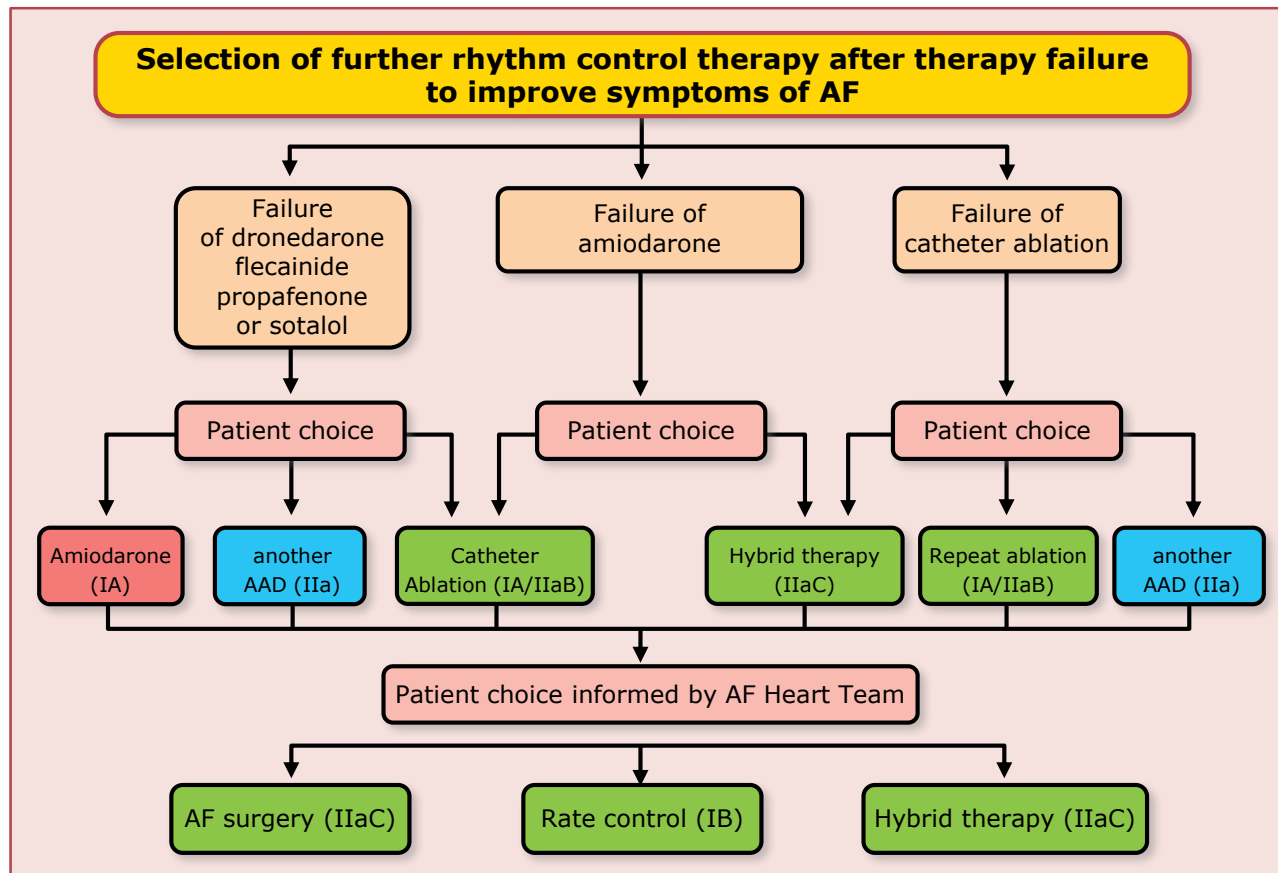 Selection of further rhythm control therapy after therapy failure
to improve symptoms of AF
Failure
of dronedarone
flecainide
propafenone
or sotalol
Failure of
amiodarone
Failure of
catheter ablation
Patient choice
Patient choice
Patient choice
Amiodarone
(IA)
another
AAD (IIa)
Catheter
Ablation (IA/IIaB)
Hybrid therapy
(IIaC)
Repeat ablation
(IA/IIaB)
another
AAD (IIa)
Patient choice informed by AF Heart Team
AF surgery (IIaC)
Rate control (IB)
Hybrid therapy (IIaC)